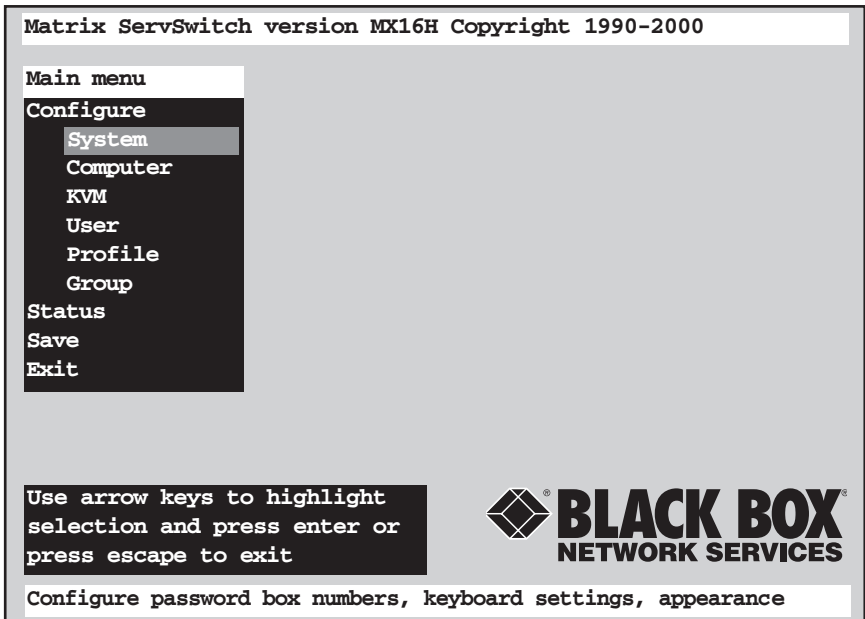 Matrix ServSwitch version MX16H Copyright 1990-2000
Main menu
Configure
System
Computer
KVM
User
Profile
Group
Status
Save
Exit
Use arrow keys to highlight
selection and press enter or
press escape to exit
® BLACK BOX®
NETWORK SERVICES
Configure password box numbers, keyboard settings, appearance